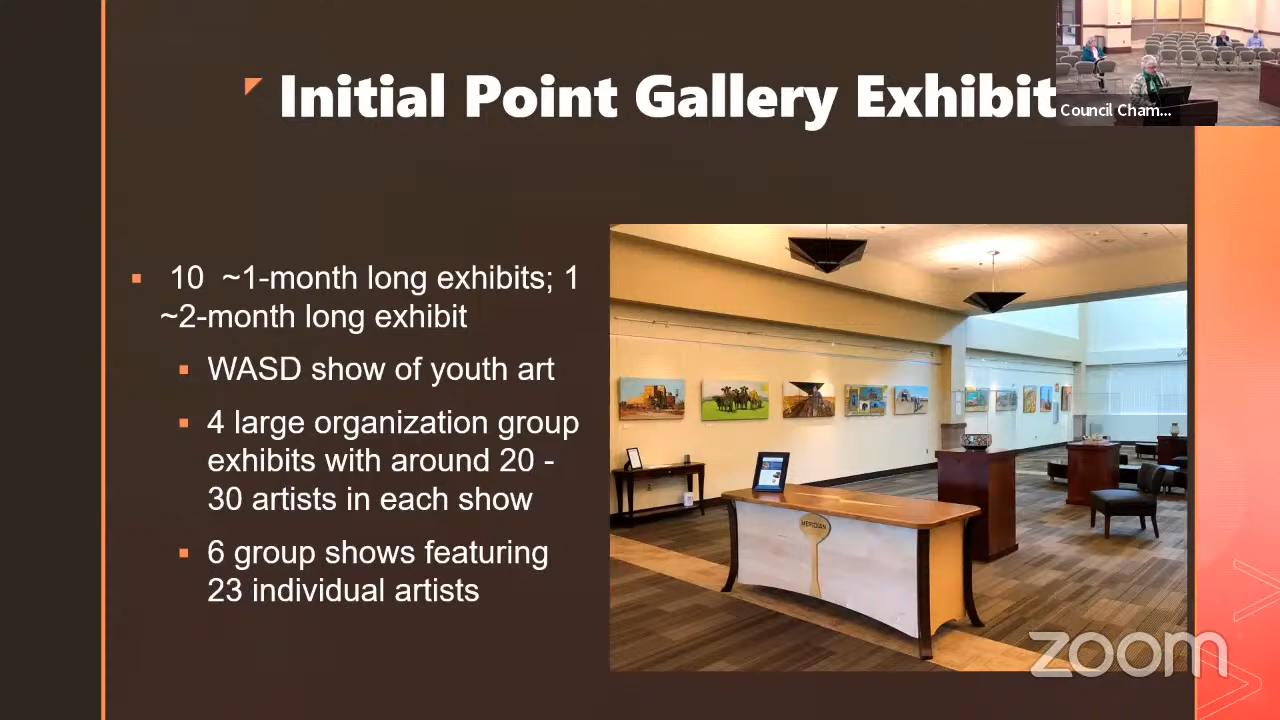 Initial Point Gallery Exhibit
Council Cham...
10 ~1-month long exhibits; 1
~2-month long exhibit
WASD show of youth art
4 large organization group
exhibits with around 20 -
30 artists in each show
6 group shows featuring
23 individual artists
MERIDIAN
zoom